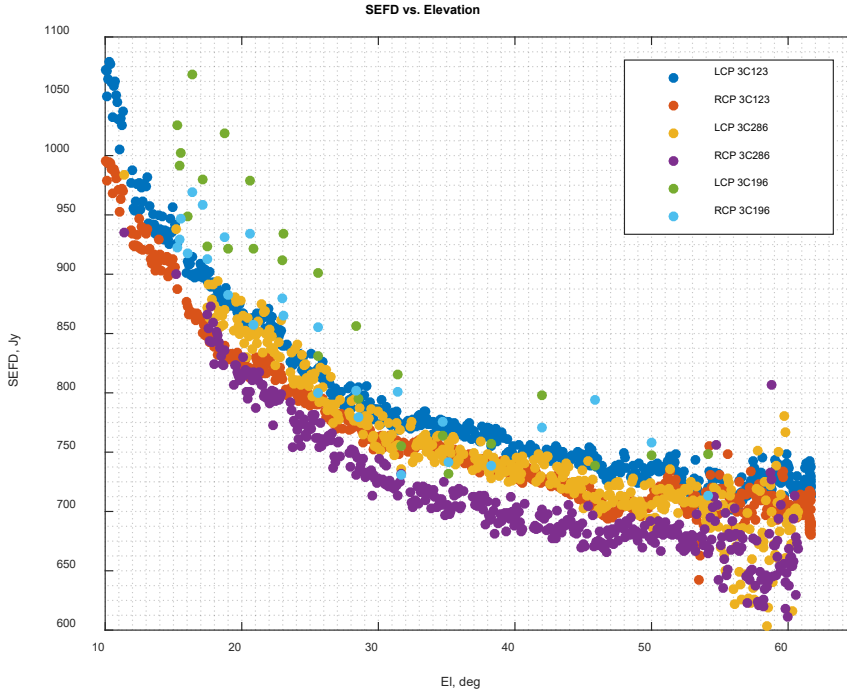 SEFD vs. Elevation
1100
1050
1000
950
900
850
800
750
700
650
600
SEFD, Jy
LCP 3C123
RCP 3C123
LCP 3C286
RCP 3C286
LCP 3C196
RCP 3C196
10 20 30 40 50 60
El, deg